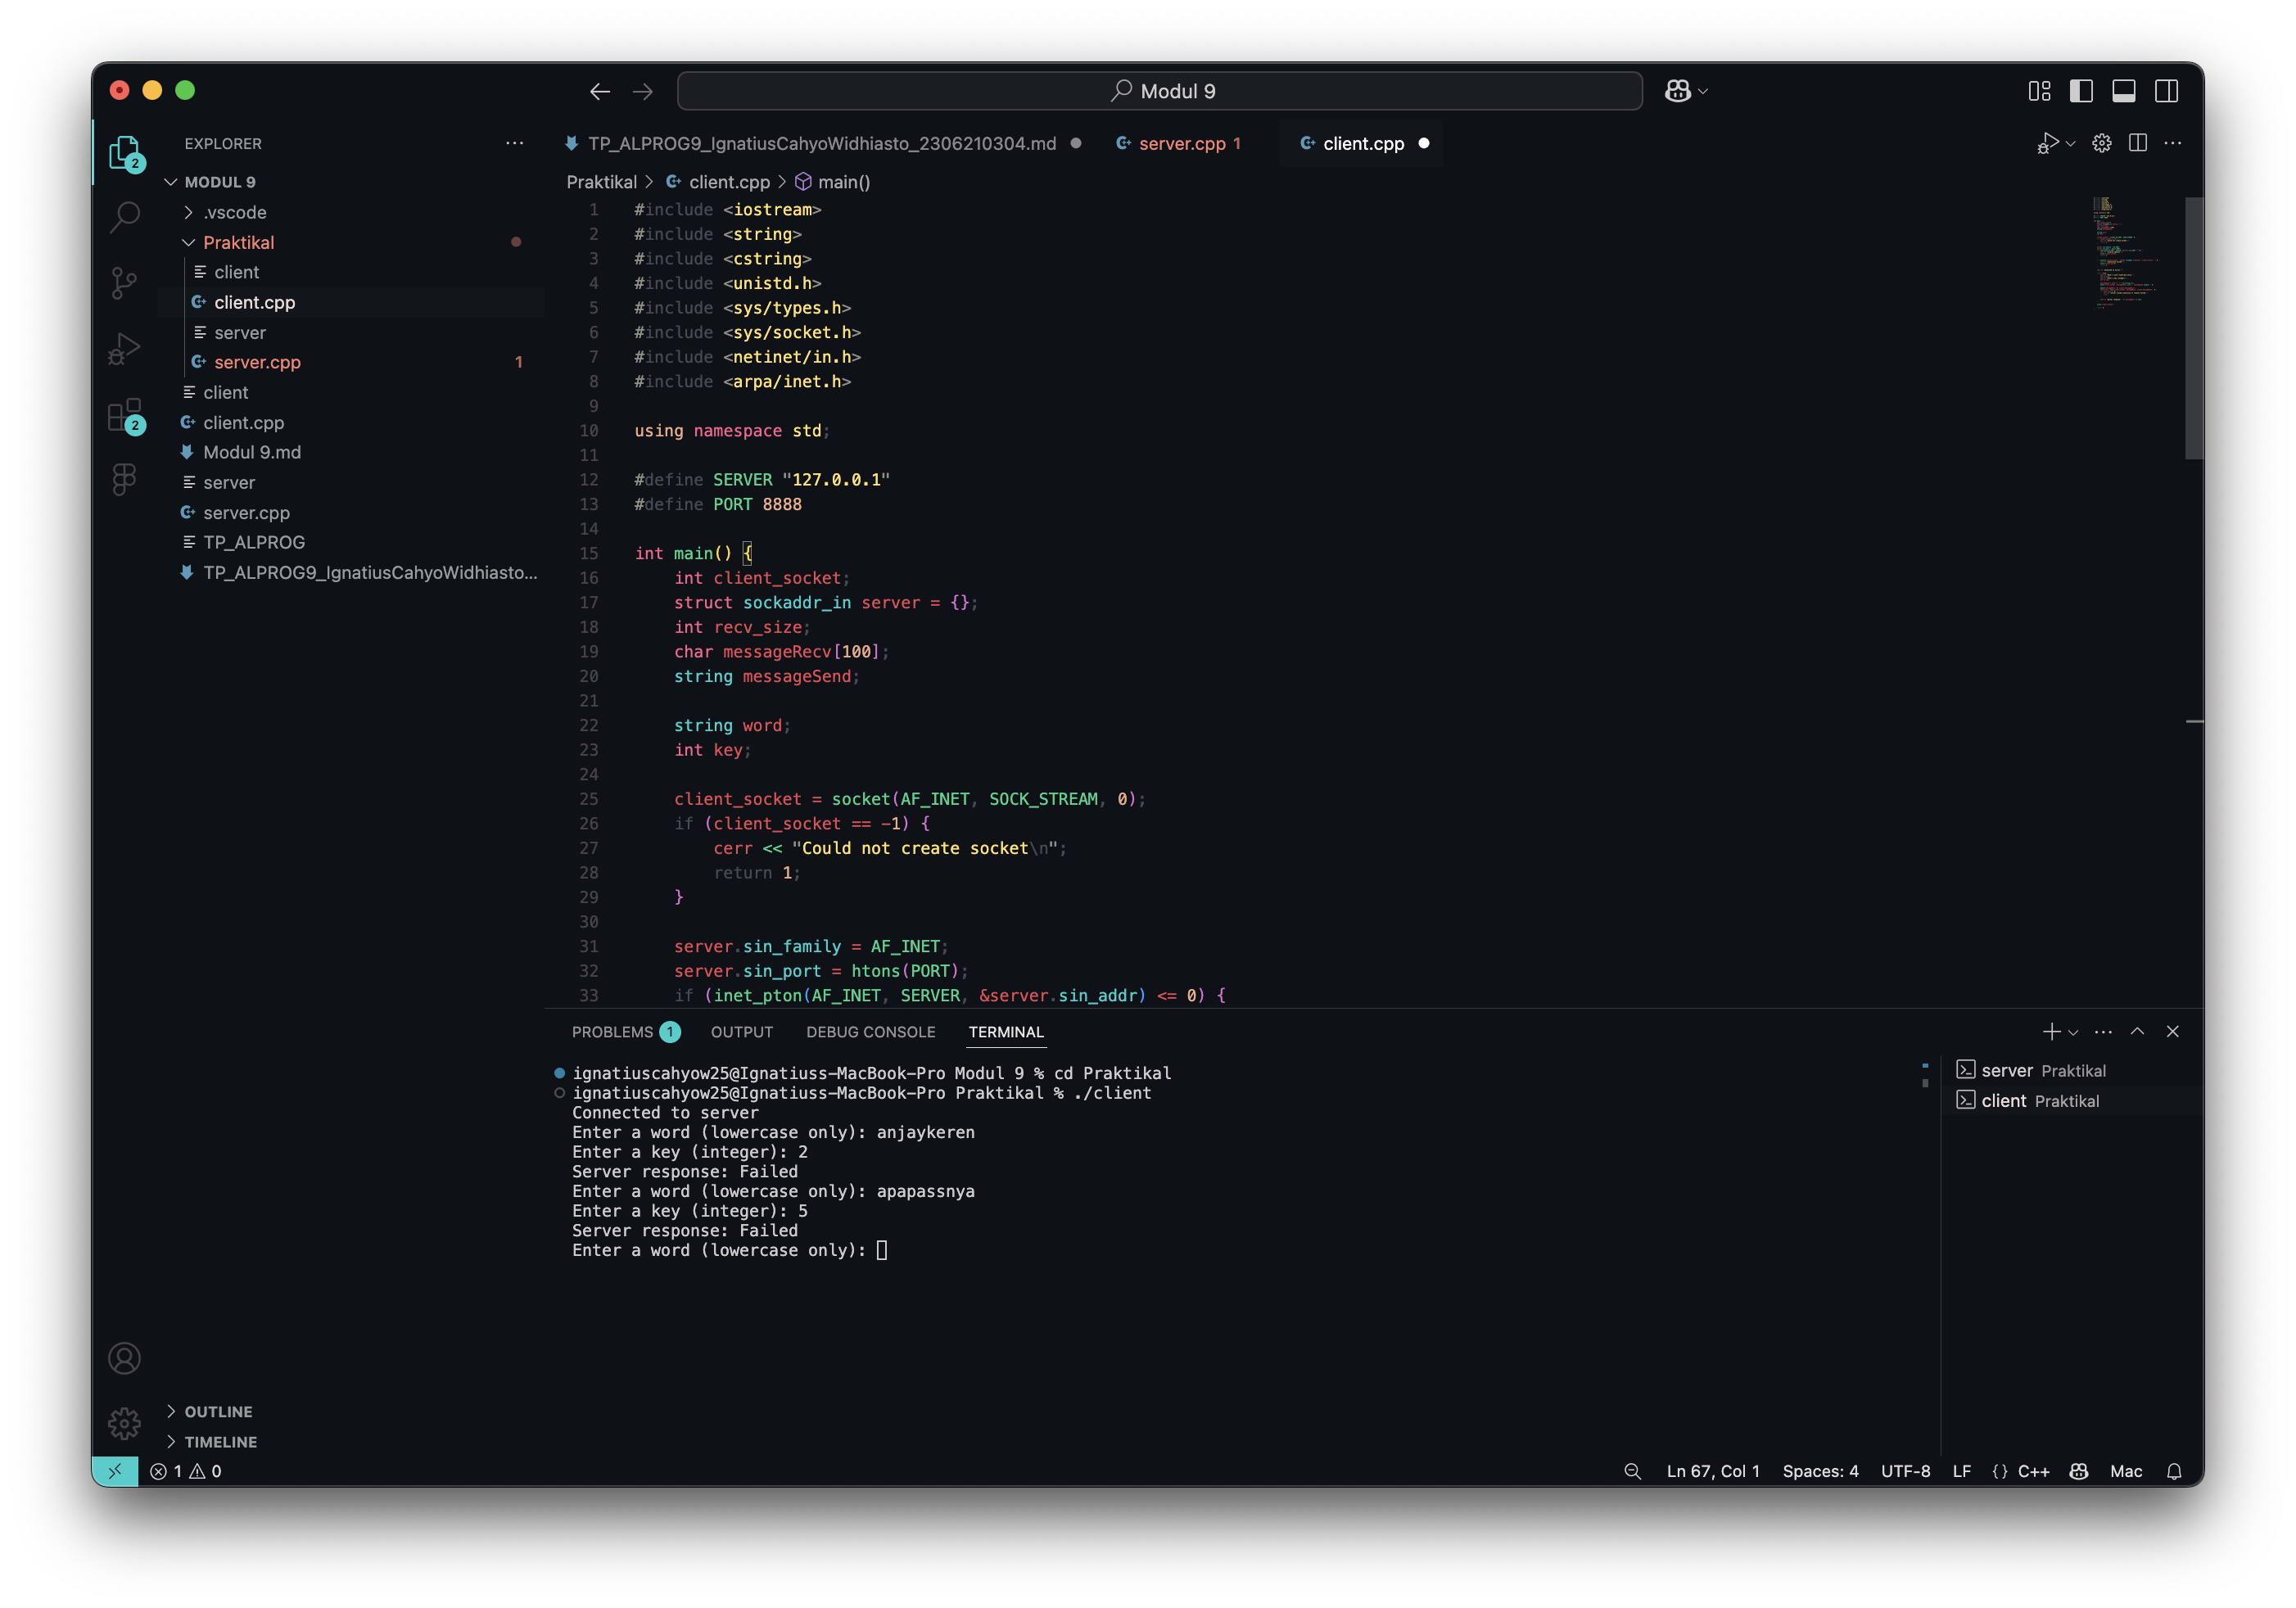 Modul 9
EXPLORER
MODUL 9
.vscode
Praktikal
client
client.cpp
server
server.cpp 1
client
client.cpp
Modul 9.md
server
server.cpp
TP_ALPROG
TP_ALPROG9_IgnatiusCahyoWidhiasto...
OUTLINE
TIMELINE
2
2
TP_ALPROG9_IgnatiusCahyoWidhiasto_2306210304.md server.cpp 1 client.cpp
Praktikal > client.cpp > main()
1 #include <iostream>
2 #include <string>
3 #include <cstring>
4 #include <unistd.h>
5 #include <sys/types.h>
6 #include <sys/socket.h>
7 #include <netinet/in.h>
8 #include <arpa/inet.h>
9
10 using namespace std;
11
12 #define SERVER "127.0.0.1"
13 #define PORT 8888
14
15 int main() {
16 int client_socket;
17 struct sockaddr_in server = {};
18 int recv_size;
19 char messageRecv[100];
20 string messageSend;
21
22 string word;
23 int key;
24
25 client_socket = socket(AF_INET, SOCK_STREAM, 0);
26 if (client_socket == -1) {
27 cerr << "Could not create socket\n";
28 return 1;
29 }
30
31 server.sin_family = AF_INET;
32 server.sin_port = htons(PORT);
33 if (inet_pton(AF_INET, SERVER, &server.sin_addr) <= 0) {
PROBLEMS 1 OUTPUT DEBUG CONSOLE TERMINAL
ignatiuscahyow25@Ignatiuss-MacBook-Pro Modul 9 % cd Praktikal
ignatiuscahyow25@Ignatiuss-MacBook-Pro Praktikal % ./client
Connected to server
Enter a word (lowercase only): anjaykeren
Enter a key (integer): 2
Server response: Failed
Enter a word (lowercase only): apapassnya
Enter a key (integer): 5
Server response: Failed
Enter a word (lowercase only):
server Praktikal
client Praktikal
1 0
Ln 67, Col 1 Spaces: 4 UTF-8 LF {} C++ Mac